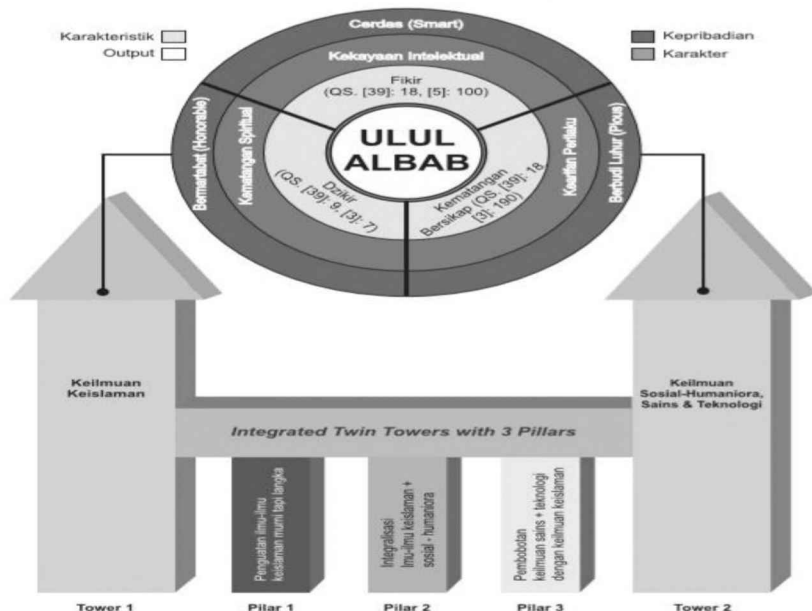 Cerdas (Smart)
Karakteristik
Output
Kepribadian
Karakter
Kekayaan Intelektual
Fikir
(QS. [39]: 18, [5]: 100)
Bermartabat (Honorable)
Kematangan Spiritual
ULUL
ALBAB
Kearifan Perilaku
Berbudi Luhur (Pious)
Dzikir
(QS. [39]: 9, [3]: 7)
Kematangan
Bersikap (QS. [39]: 18
[3]: 190)
Keilmuan
Keislaman
Keilmuan
Sosial-Humaniora,
Sains & Teknologi
Integrated Twin Towers with 3 Pillars
Penguatan ilmu-ilmu
keislaman murni tapi langka
Integralisasi
Imu-ilmu keislaman +
sosial - humaniora
Pembobotan
keilmuan sains + teknologi
dengan keilmuan keislaman
Tower 1
Pilar 1
Pilar 2
Pilar 3
Tower 2